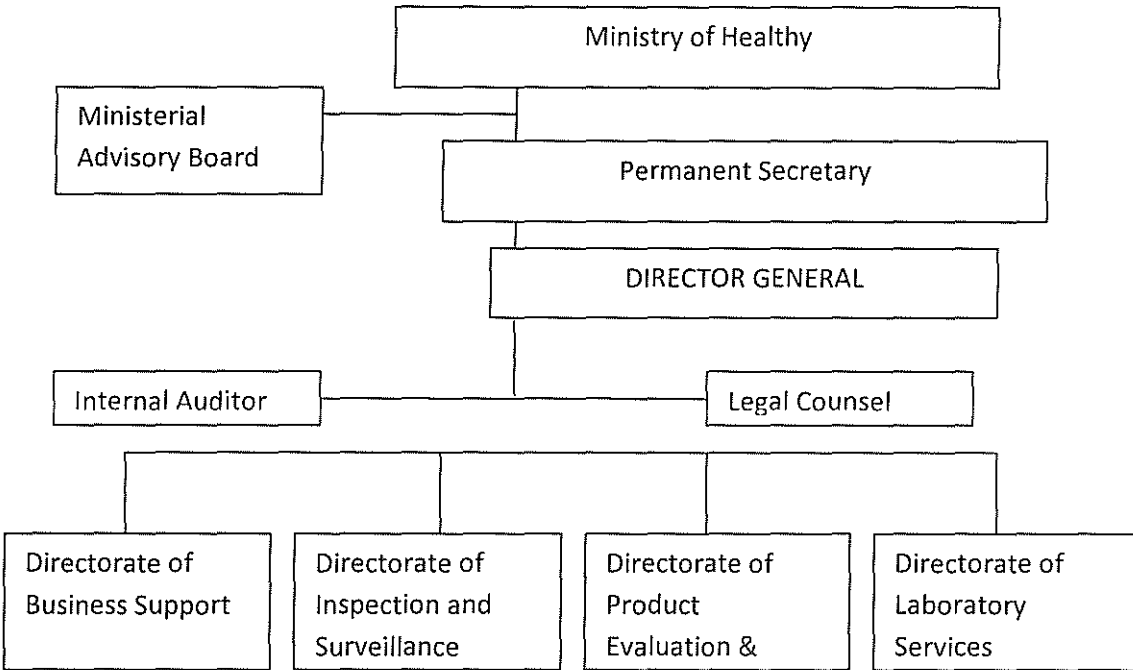 Ministry of Healthy
Ministerial
Advisory Board
Permanent Secretary
DIRECTOR GENERAL
Internal Auditor
Legal Counsel
Directorate of
Business Support
Directorate of
Inspection and
Surveillance
Directorate of
Product
Evaluation &
Directorate of
Laboratory
Services